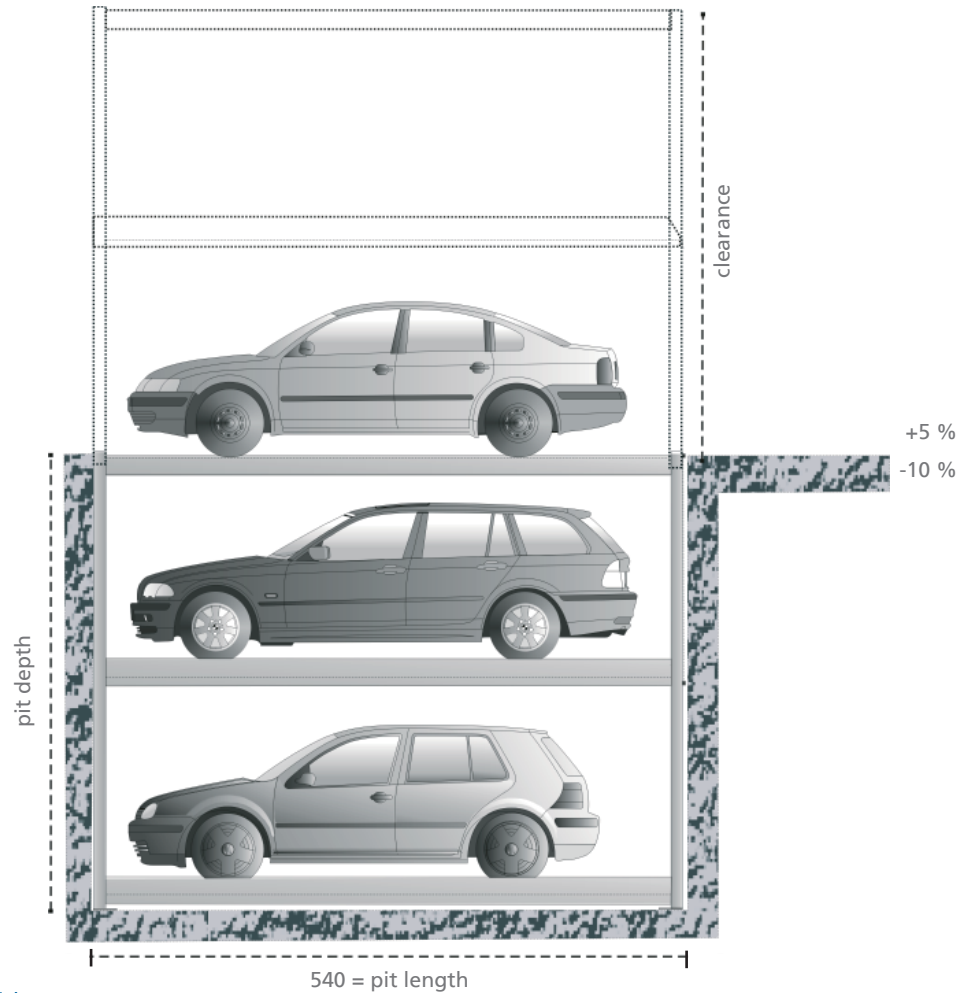 clearance
+5 %
-10 %
pit depth
540 = pit length